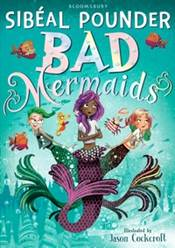 BLOOMSBURY
SIBÉAL POUNDER
BAD
Mermaids
Illustrated by
Jason Cockcroft